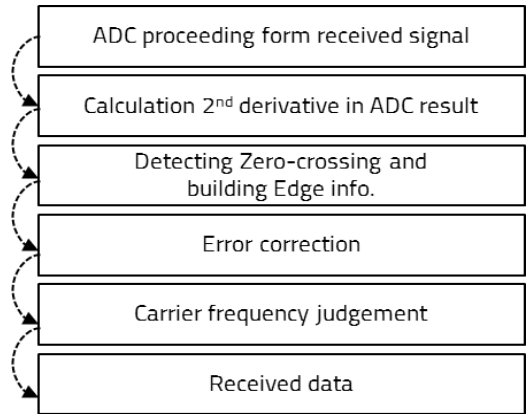 ADC proceeding form received signal
Calculation 2nd derivative in ADC result
Detecting Zero-crossing and
building Edge info.
Error correction
Carrier frequency judgement
Received data